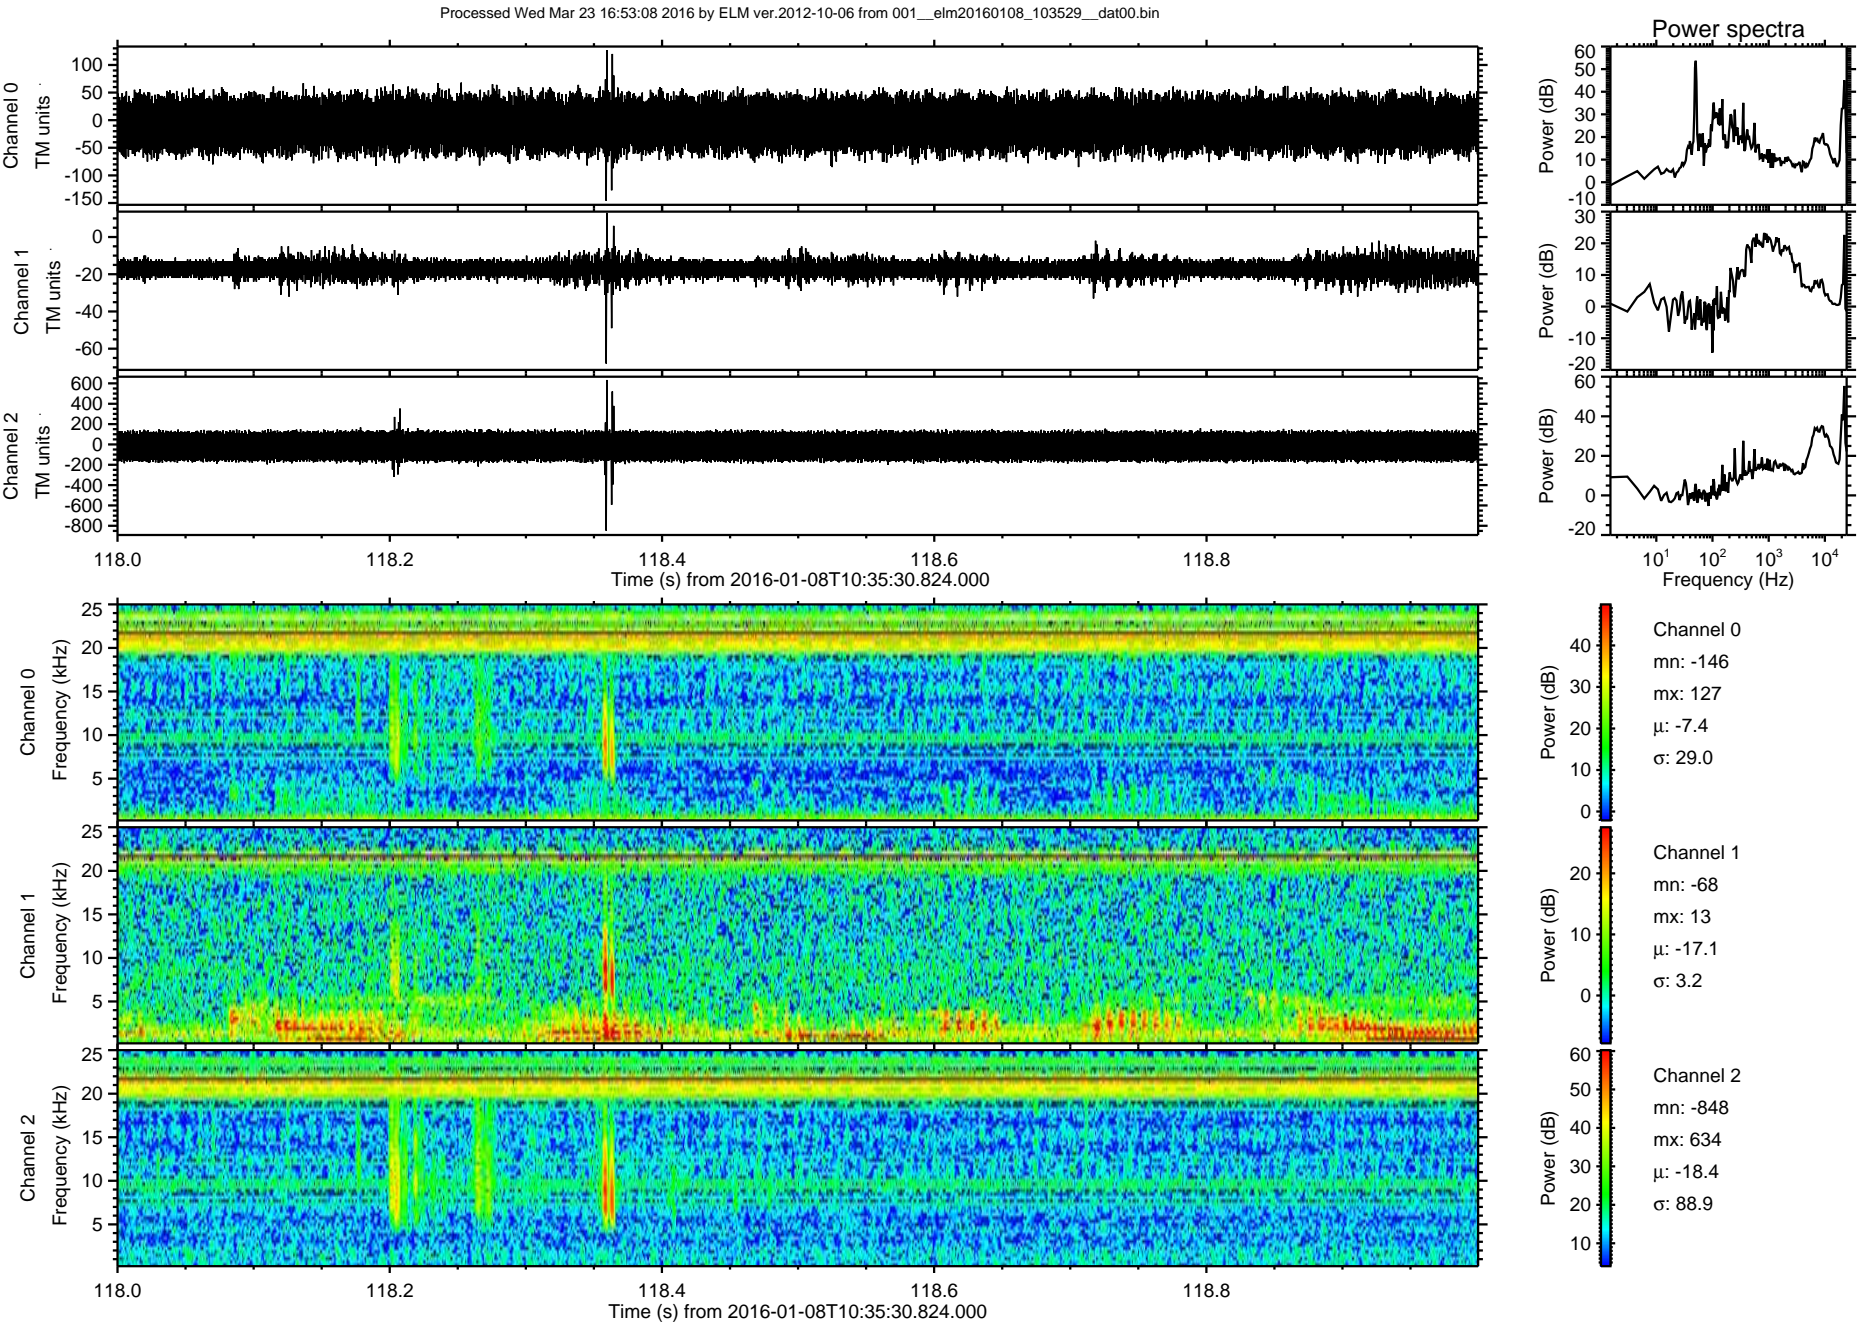 Processed Wed Mar 23 16:53:08 2016 by ELM ver.2012-10-06 from 001__elm20160108_103529__dat00.bin
Power spectra
Channel 0
TM units
100
50
0
-50
-100
-150
Power (dB)
60
50
40
30
20
10
0
-10
Channel 1
TM units
0
-20
-40
-60
Power (dB)
30
20
10
0
-10
-20
Channel 2
TM units
600
400
200
0
-200
-400
-600
-800
Power (dB)
60
40
20
0
-20
118.0 118.2 118.4 118.6 118.8
Time (s) from 2016-01-08T10:35:30.824.000
10¹ 10² 10³ 10⁴
Frequency (Hz)
Channel 0
Frequency (kHz)
25
20
15
10
5
Power (dB)
40
30
20
10
0
Channel 0
mn: -146
mx: 127
μ: -7.4
σ: 29.0
Channel 1
Frequency (kHz)
25
20
15
10
5
Power (dB)
20
10
0
Channel 1
mn: -68
mx: 13
μ: -17.1
σ: 3.2
Channel 2
Frequency (kHz)
25
20
15
10
5
Power (dB)
60
50
40
30
20
10
Channel 2
mn: -848
mx: 634
μ: -18.4
σ: 88.9
118.0 118.2 118.4 118.6 118.8
Time (s) from 2016-01-08T10:35:30.824.000